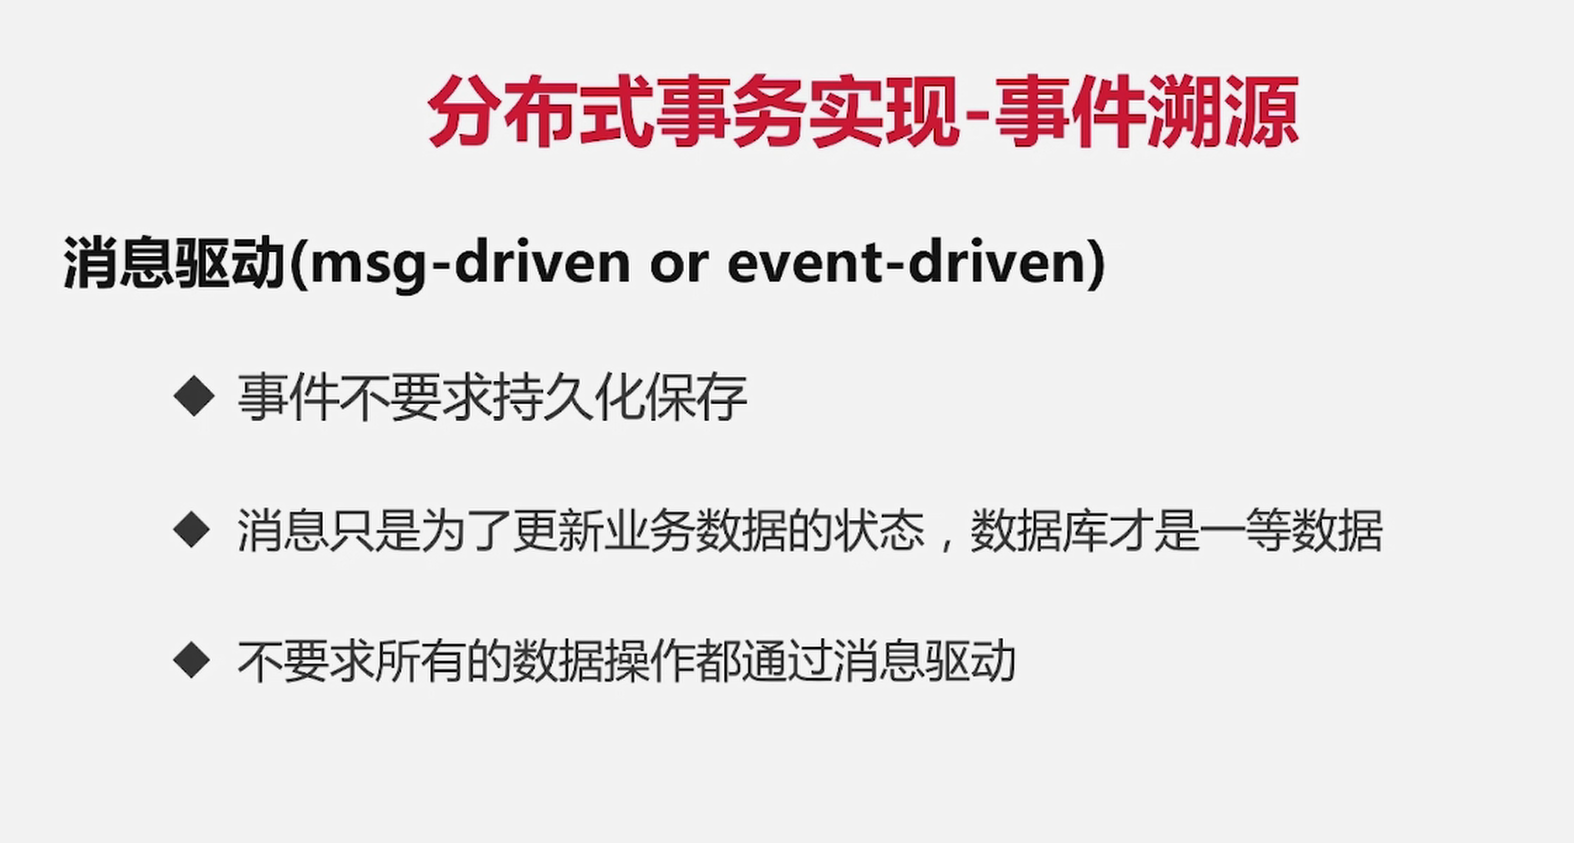 分布式事务实现-事件溯源
消息驱动(msg-driven or event-driven)
◆ 事件不要求持久化保存
◆ 消息只是为了更新业务数据的状态，数据库才是一等数据
◆ 不要求所有的数据操作都通过消息驱动